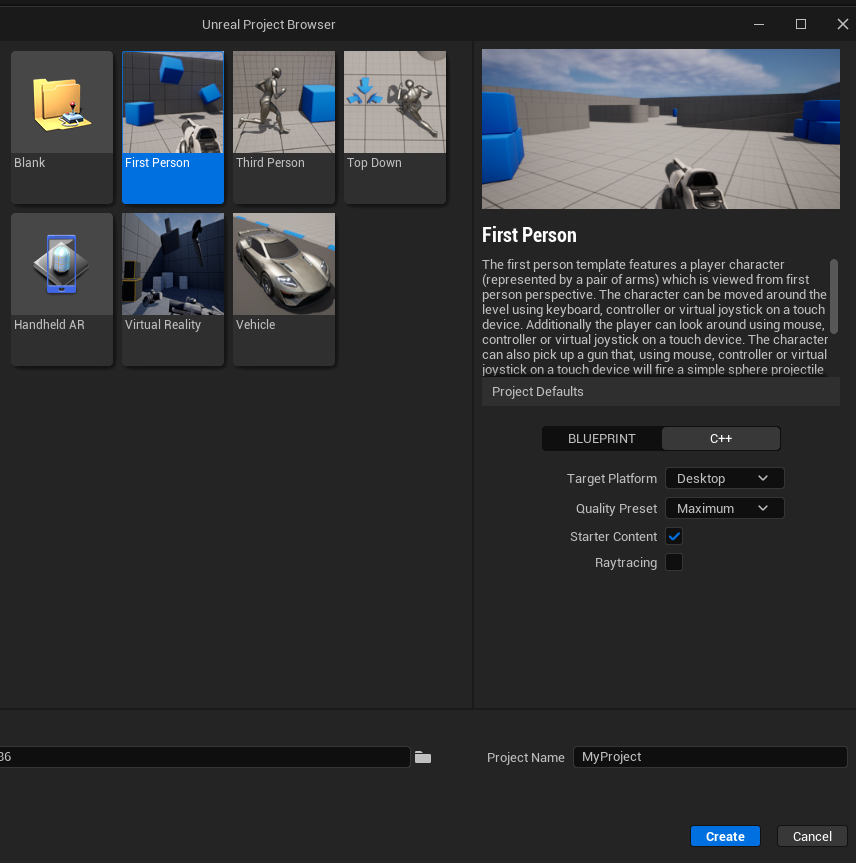 Unreal Project Browser
Blank
First Person
Third Person
Top Down
Handheld AR
Virtual Reality
Vehicle
First Person
The first person template features a player character
(represented by a pair of arms) which is viewed from first
person perspective. The character can be moved around the
level using keyboard, controller or virtual joystick on a touch
device. Additionally the player can look around using mouse,
controller or virtual joystick on a touch device. The character
can also pick up a gun that, using mouse, controller or virtual
joystick on a touch device will fire a simple sphere projectile
Project Defaults
BLUEPRINT C++
Target Platform Desktop
Quality Preset Maximum
Starter Content
Raytracing
36
Project Name MyProject
Create Cancel